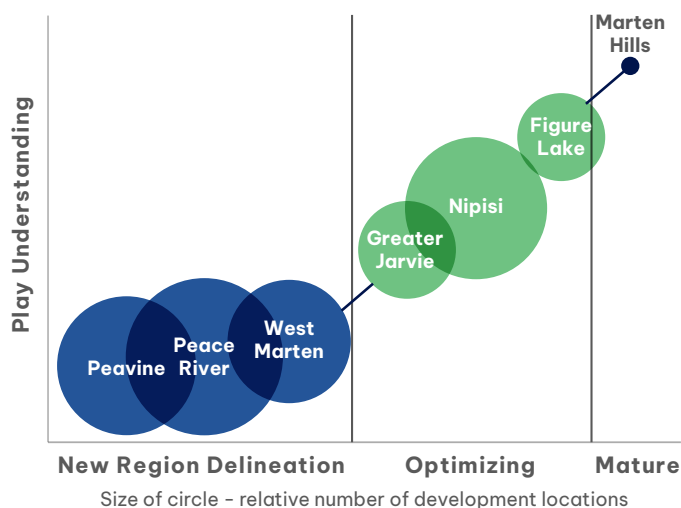 Marten
Hills
Figure
Lake
Nipisi
Greater
Jarvie
West
Marten
Peace
River
Peavine
Play Understanding
New Region Delineation
Optimizing
Mature
Size of circle – relative number of development locations